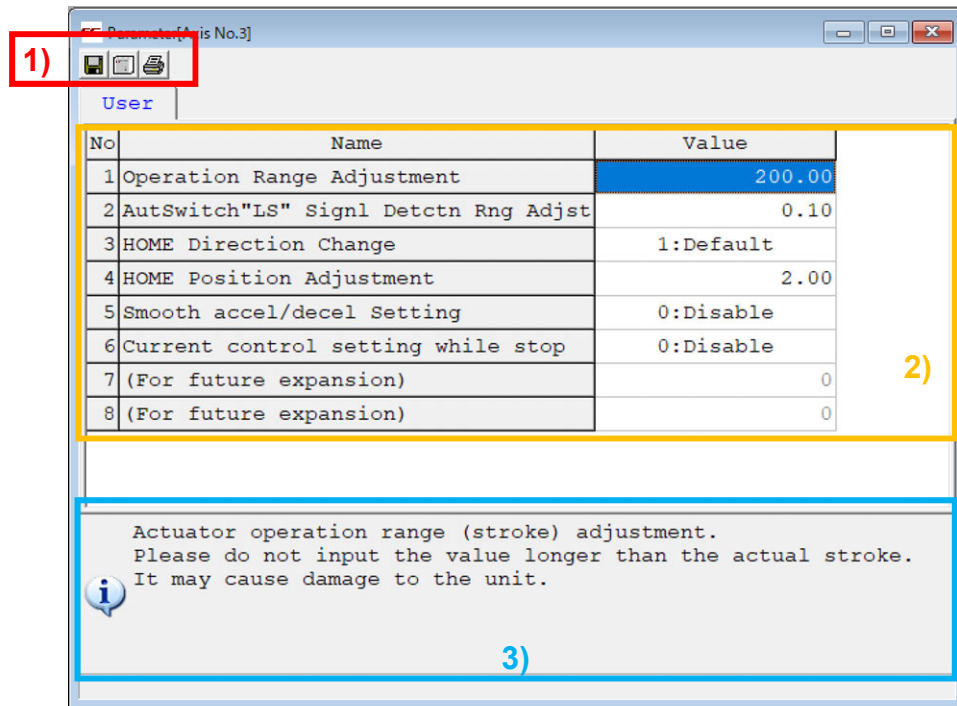 Parameter[Axis No.3]
1)
User
No Name Value
1 Operation Range Adjustment 200.00
2 AutSwitch"LS" Signl Detctn Rng Adjst 0.10
3 HOME Direction Change 1:Default
4 HOME Position Adjustment 2.00
5 Smooth accel/decel Setting 0:Disable
6 Current control setting while stop 0:Disable
7 (For future expansion) 0
8 (For future expansion) 0
2)
Actuator operation range (stroke) adjustment.
Please do not input the value longer than the actual stroke.
It may cause damage to the unit.
3)